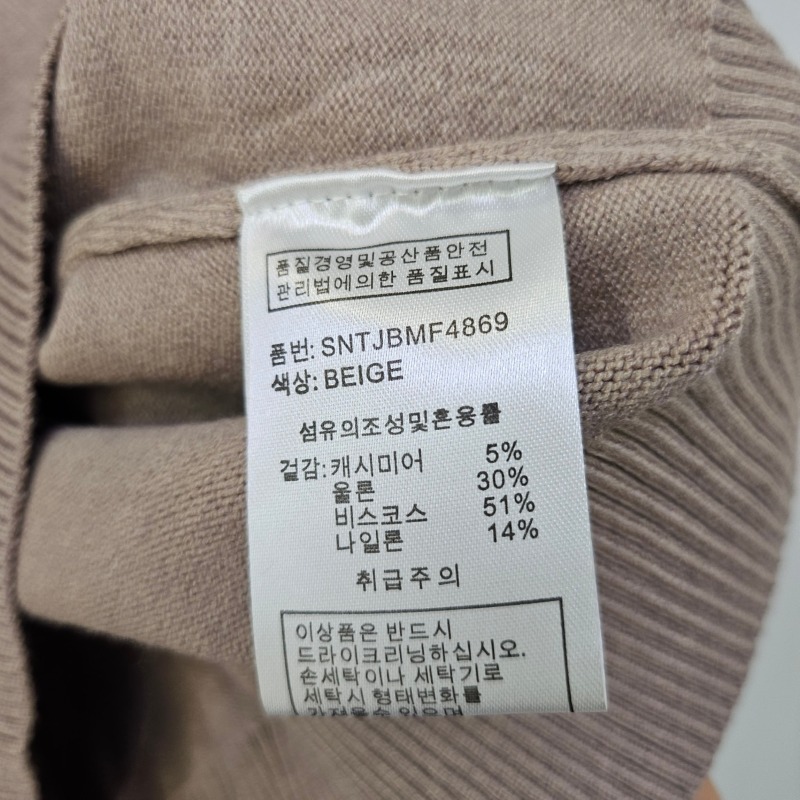 품질경영및공산품안전
관리법에의한 품질표시
품번: SNTJBMF4869
색상: BEIGE
섬유의조성및혼용률
겉감: 캐시미어 5%
울론 30%
비스코스 51%
나일론 14%
취급주의
이상품은 반드시
드라이크리닝하십시오.
손세탁이나 세탁기로
세탁시 형태변화를